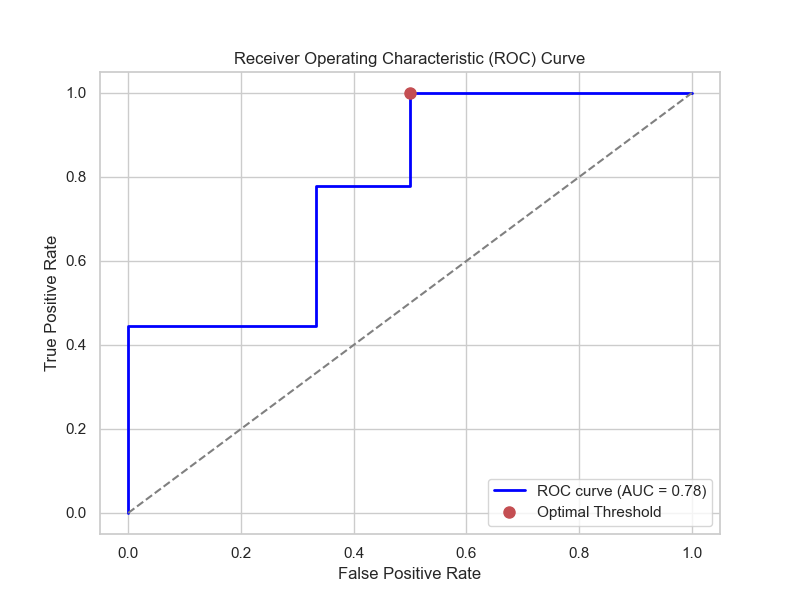 Receiver Operating Characteristic (ROC) Curve
True Positive Rate
1.0
0.8
0.6
0.4
0.2
0.0
0.0 0.2 0.4 0.6 0.8 1.0
False Positive Rate
ROC curve (AUC = 0.78)
Optimal Threshold